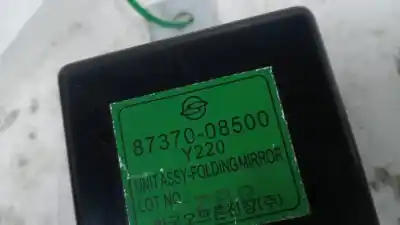 87370-08500
Y220
UNIT ASSY-FOLDING MIRROR
LOT NO